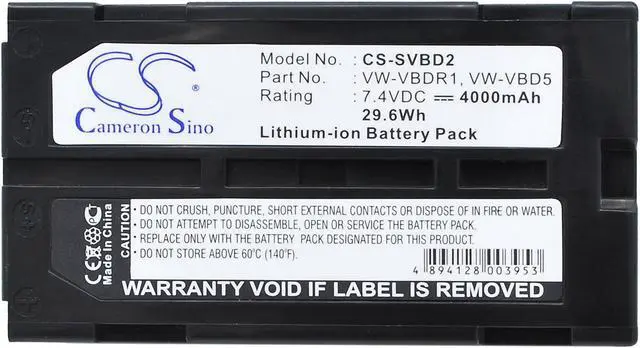 CS®
Cameron Sino
Model No. : CS-SVBD2
Part No. : VW-VBDR1, VW-VBD5
Rating : 7.4VDC ⎓ 4000mAh
29.6Wh
Lithium-ion Battery Pack
CE
Made In China
CAUTION
• DO NOT CRUSH, PUNCTURE, SHORT EXTERNAL CONTACTS OR DISPOSE OF IN FIRE OR WATER.
• DO NOT ATTEMPT TO DISASSEMBLE, OPEN OR SERVICE THE BATTERY PACK.
• REPLACE ONLY WITH THE BATTERY PACK DESIGNATED FOR THIS PRODUCT.
• DO NOT STORE ABOVE 60℃ (140℉).
4 894128 003953
WARRANTY VOID IF LABEL IS REMOVED